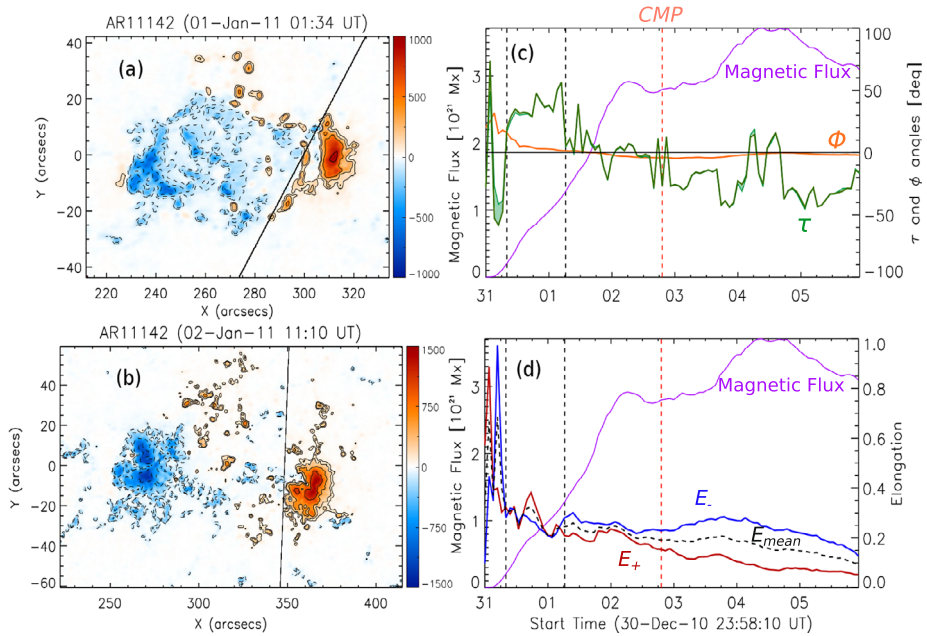 AR11142 (01-Jan-11 01:34 UT)
(a)
40
20
0
-20
-40
Y (arcsecs)
220 240 260 280 300 320
X (arcsecs)
1000
500
0
-500
-1000
CMP
(c)
Magnetic Flux
Φ
τ
3
2
1
0
Magnetic Flux [10²¹ Mx]
100
50
0
-50
-100
τ and φ angles [deg]
31 01 02 03 04 05
AR11142 (02-Jan-11 11:10 UT)
(b)
40
20
0
-20
-40
-60
Y (arcsecs)
250 300 350 400
X (arcsecs)
1500
750
0
-750
-1500
(d)
Magnetic Flux
E-
Emean
E+
3
2
1
0
Magnetic Flux [10²¹ Mx]
1.0
0.8
0.6
0.4
0.2
0.0
Elongation
31 01 02 03 04 05
Start Time (30-Dec-10 23:58:10 UT)